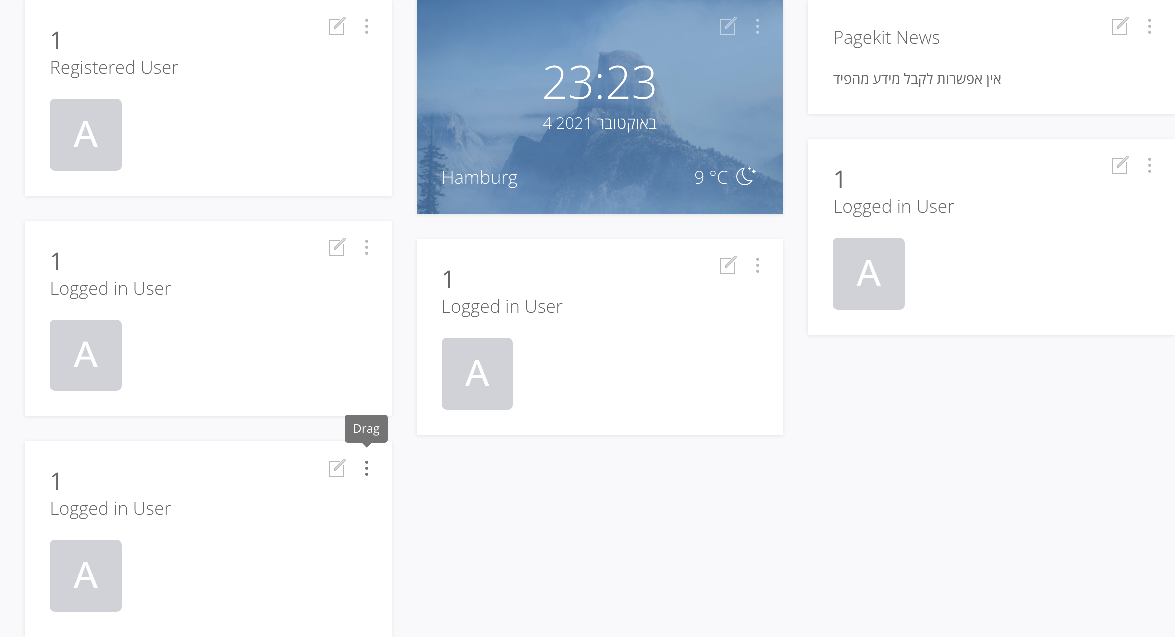 1
Registered User
A
1
Logged in User
A
Drag
1
Logged in User
A
23:23
4 באוקטובר 2021
Hamburg
9 °C
1
Logged in User
A
Pagekit News
אין אפשרות לקבל מידע מהפיד
1
Logged in User
A